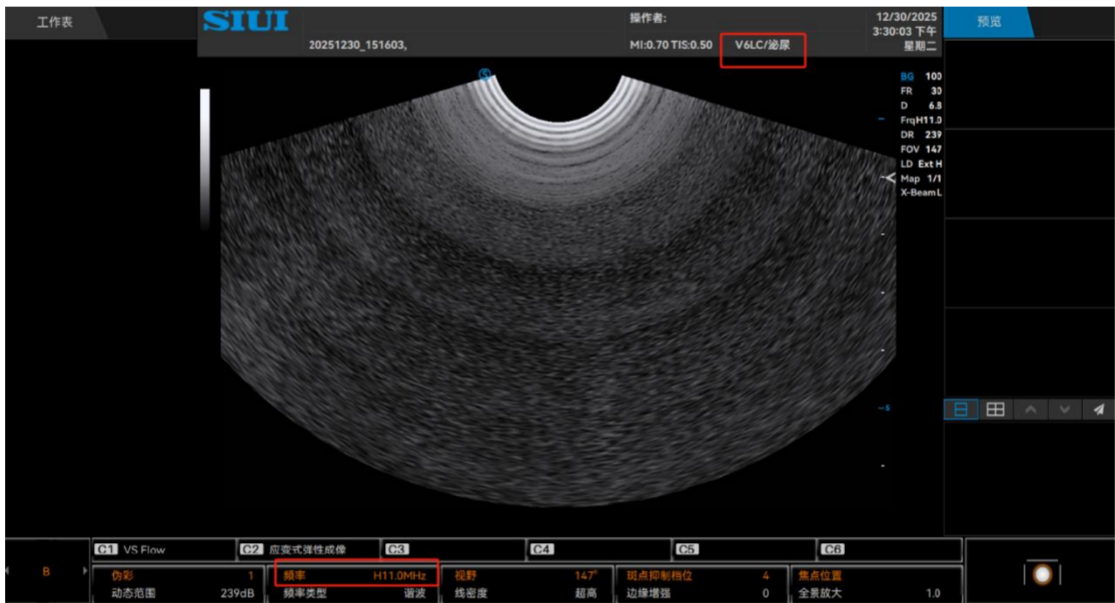 工作表
SIUI
操作者:
12/30/2025
3:30:03 下午
星期二
预览
20251230_151603,
MI:0.70 TIS:0.50
V6LC/泌尿
BG 100
FR 30
D 6.8
FrqH11.0
DR 239
FOV 147
LD Ext H
Map 1/1
X-Beam L
5
C1 VS Flow
C2 应变式弹性成像
C3
C4
C5
C6
B
伪彩 1
频率 H11.0MHz
视野 147°
斑点抑制档位 4
焦点位置
动态范围 239dB
频率类型 谐波
线密度 超高
边缘增强 0
全景放大 1.0